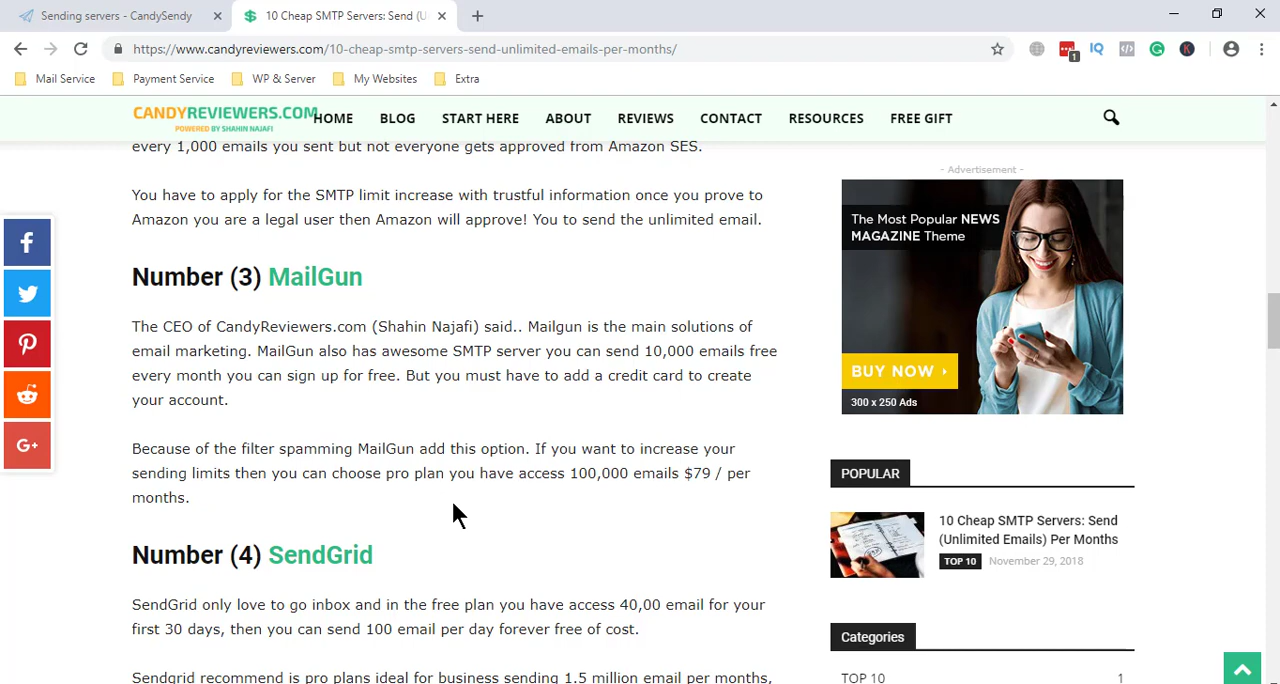 Sending servers - CandySendy
10 Cheap SMTP Servers: Send (U
https://www.candyreviewers.com/10-cheap-smtp-servers-send-unlimited-emails-per-months/
1
IQ
K
Mail Service
Payment Service
WP & Server
My Websites
Extra
CANDYREVIEWERS.COM
POWERED BY SHAHIN NAJAFI
HOME
BLOG
START HERE
ABOUT
REVIEWS
CONTACT
RESOURCES
FREE GIFT
every 1,000 emails you sent but not everyone gets approved from Amazon SES.
You have to apply for the SMTP limit increase with trustful information once you prove to
Amazon you are a legal user then Amazon will approve! You to send the unlimited email.
Number (3) MailGun
The CEO of CandyReviewers.com (Shahin Najafi) said.. Mailgun is the main solutions of
email marketing. MailGun also has awesome SMTP server you can send 10,000 emails free
every month you can sign up for free. But you must have to add a credit card to create
your account.
Because of the filter spamming MailGun add this option. If you want to increase your
sending limits then you can choose pro plan you have access 100,000 emails $79 / per
months.
Number (4) SendGrid
SendGrid only love to go inbox and in the free plan you have access 40,00 email for your
first 30 days, then you can send 100 email per day forever free of cost.
Sendgrid recommend is pro plans ideal for business sending 1.5 million email per months,
- Advertisement -
The Most Popular NEWS
MAGAZINE Theme
BUY NOW
300 x 250 Ads
POPULAR
10 Cheap SMTP Servers: Send
(Unlimited Emails) Per Months
TOP 10
November 29, 2018
Categories
TOP 10
1
f
G+